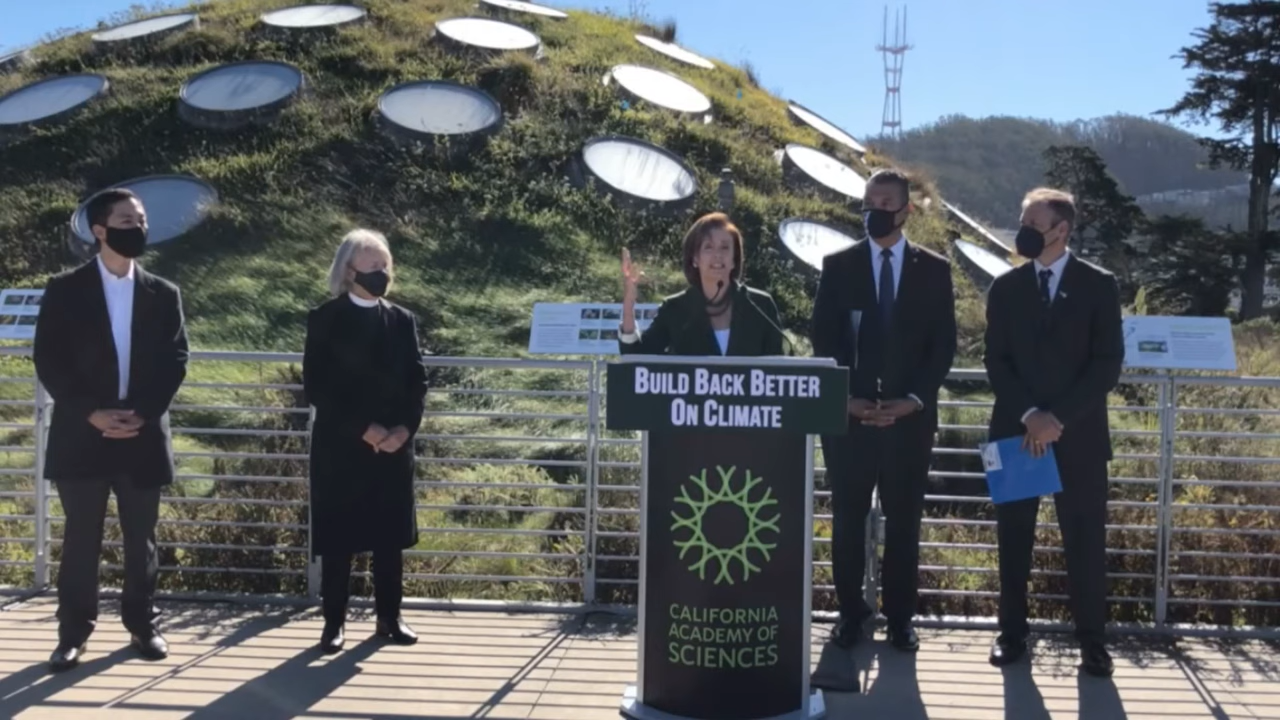 BUILD BACK BETTER
ON CLIMATE
CALIFORNIA
ACADEMY OF
SCIENCES